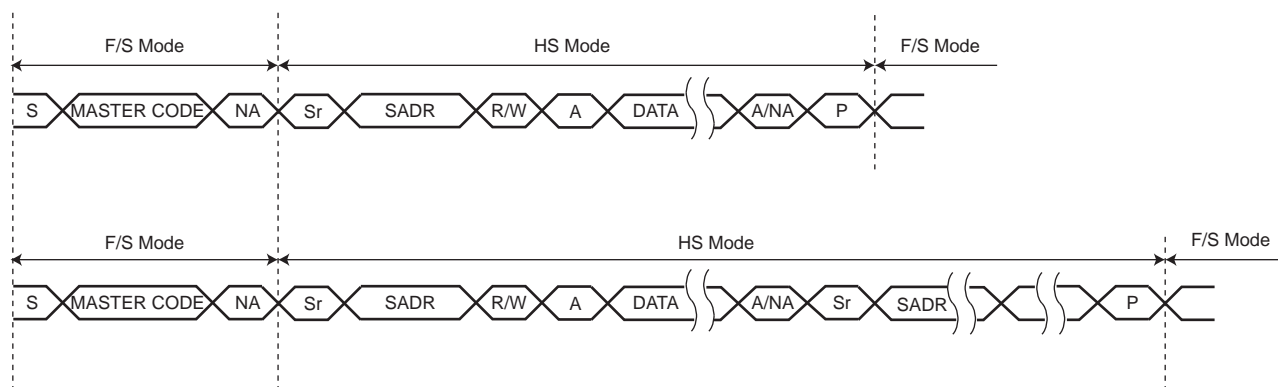 F/S Mode HS Mode F/S Mode
S MASTER CODE NA Sr SADR R/W A DATA A/NA P
F/S Mode HS Mode F/S Mode
S MASTER CODE NA Sr SADR R/W A DATA A/NA Sr SADR P